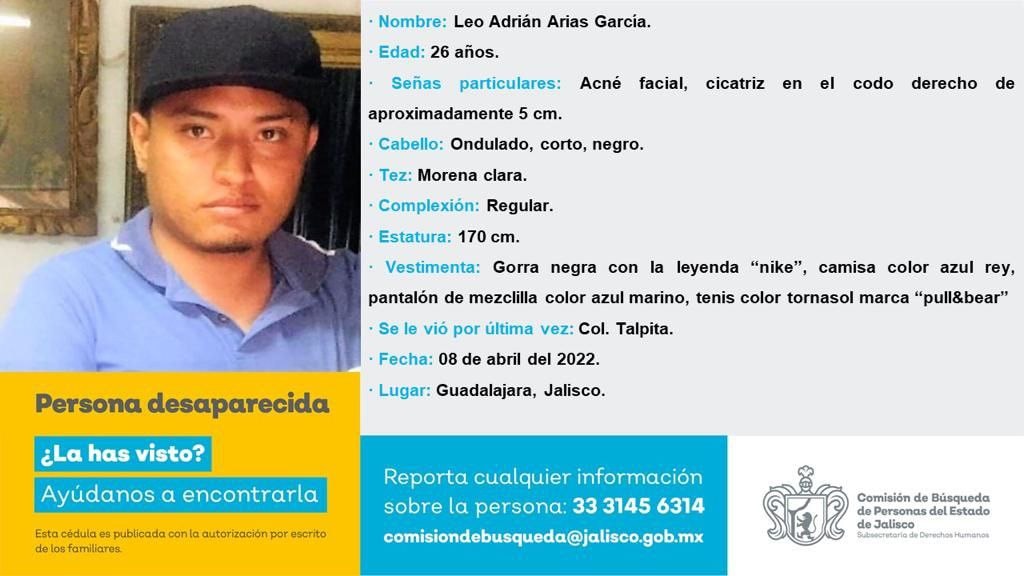 · Nombre: Leo Adrián Arias García.
· Edad: 26 años.
· Señas particulares: Acné facial, cicatriz en el codo derecho de
aproximadamente 5 cm.
· Cabello: Ondulado, corto, negro.
· Tez: Morena clara.
· Complexión: Regular.
· Estatura: 170 cm.
· Vestimenta: Gorra negra con la leyenda “nike”, camisa color azul rey,
pantalón de mezclilla color azul marino, tenis color tornasol marca “pull&bear”
· Se le vió por última vez: Col. Talpita.
· Fecha: 08 de abril del 2022.
· Lugar: Guadalajara, Jalisco.
Persona desaparecida
¿La has visto?
Ayúdanos a encontrarla
Esta cédula es publicada con la autorización por escrito
de los familiares.
Reporta cualquier información
sobre la persona: 33 3145 6314
comisiondebusqueda@jalisco.gob.mx
Comisión de Búsqueda
de Personas del Estado
de Jalisco
Subsecretaría de Derechos Humanos